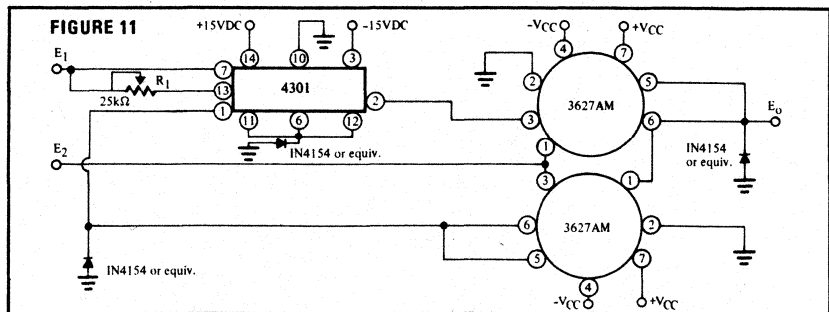 FIGURE 11
+15VDC
-15VDC
-VCC
+VCC
E1
14
10
3
4
7
7
4301
2
5
R1
13
2
3627AM
25kΩ
1
3
6
Eo
11
6
12
1
IN4154
or equiv.
IN4154 or equiv.
E2
3
1
6
3627AM
2
5
7
IN4154 or equiv.
4
-VCC
+VCC